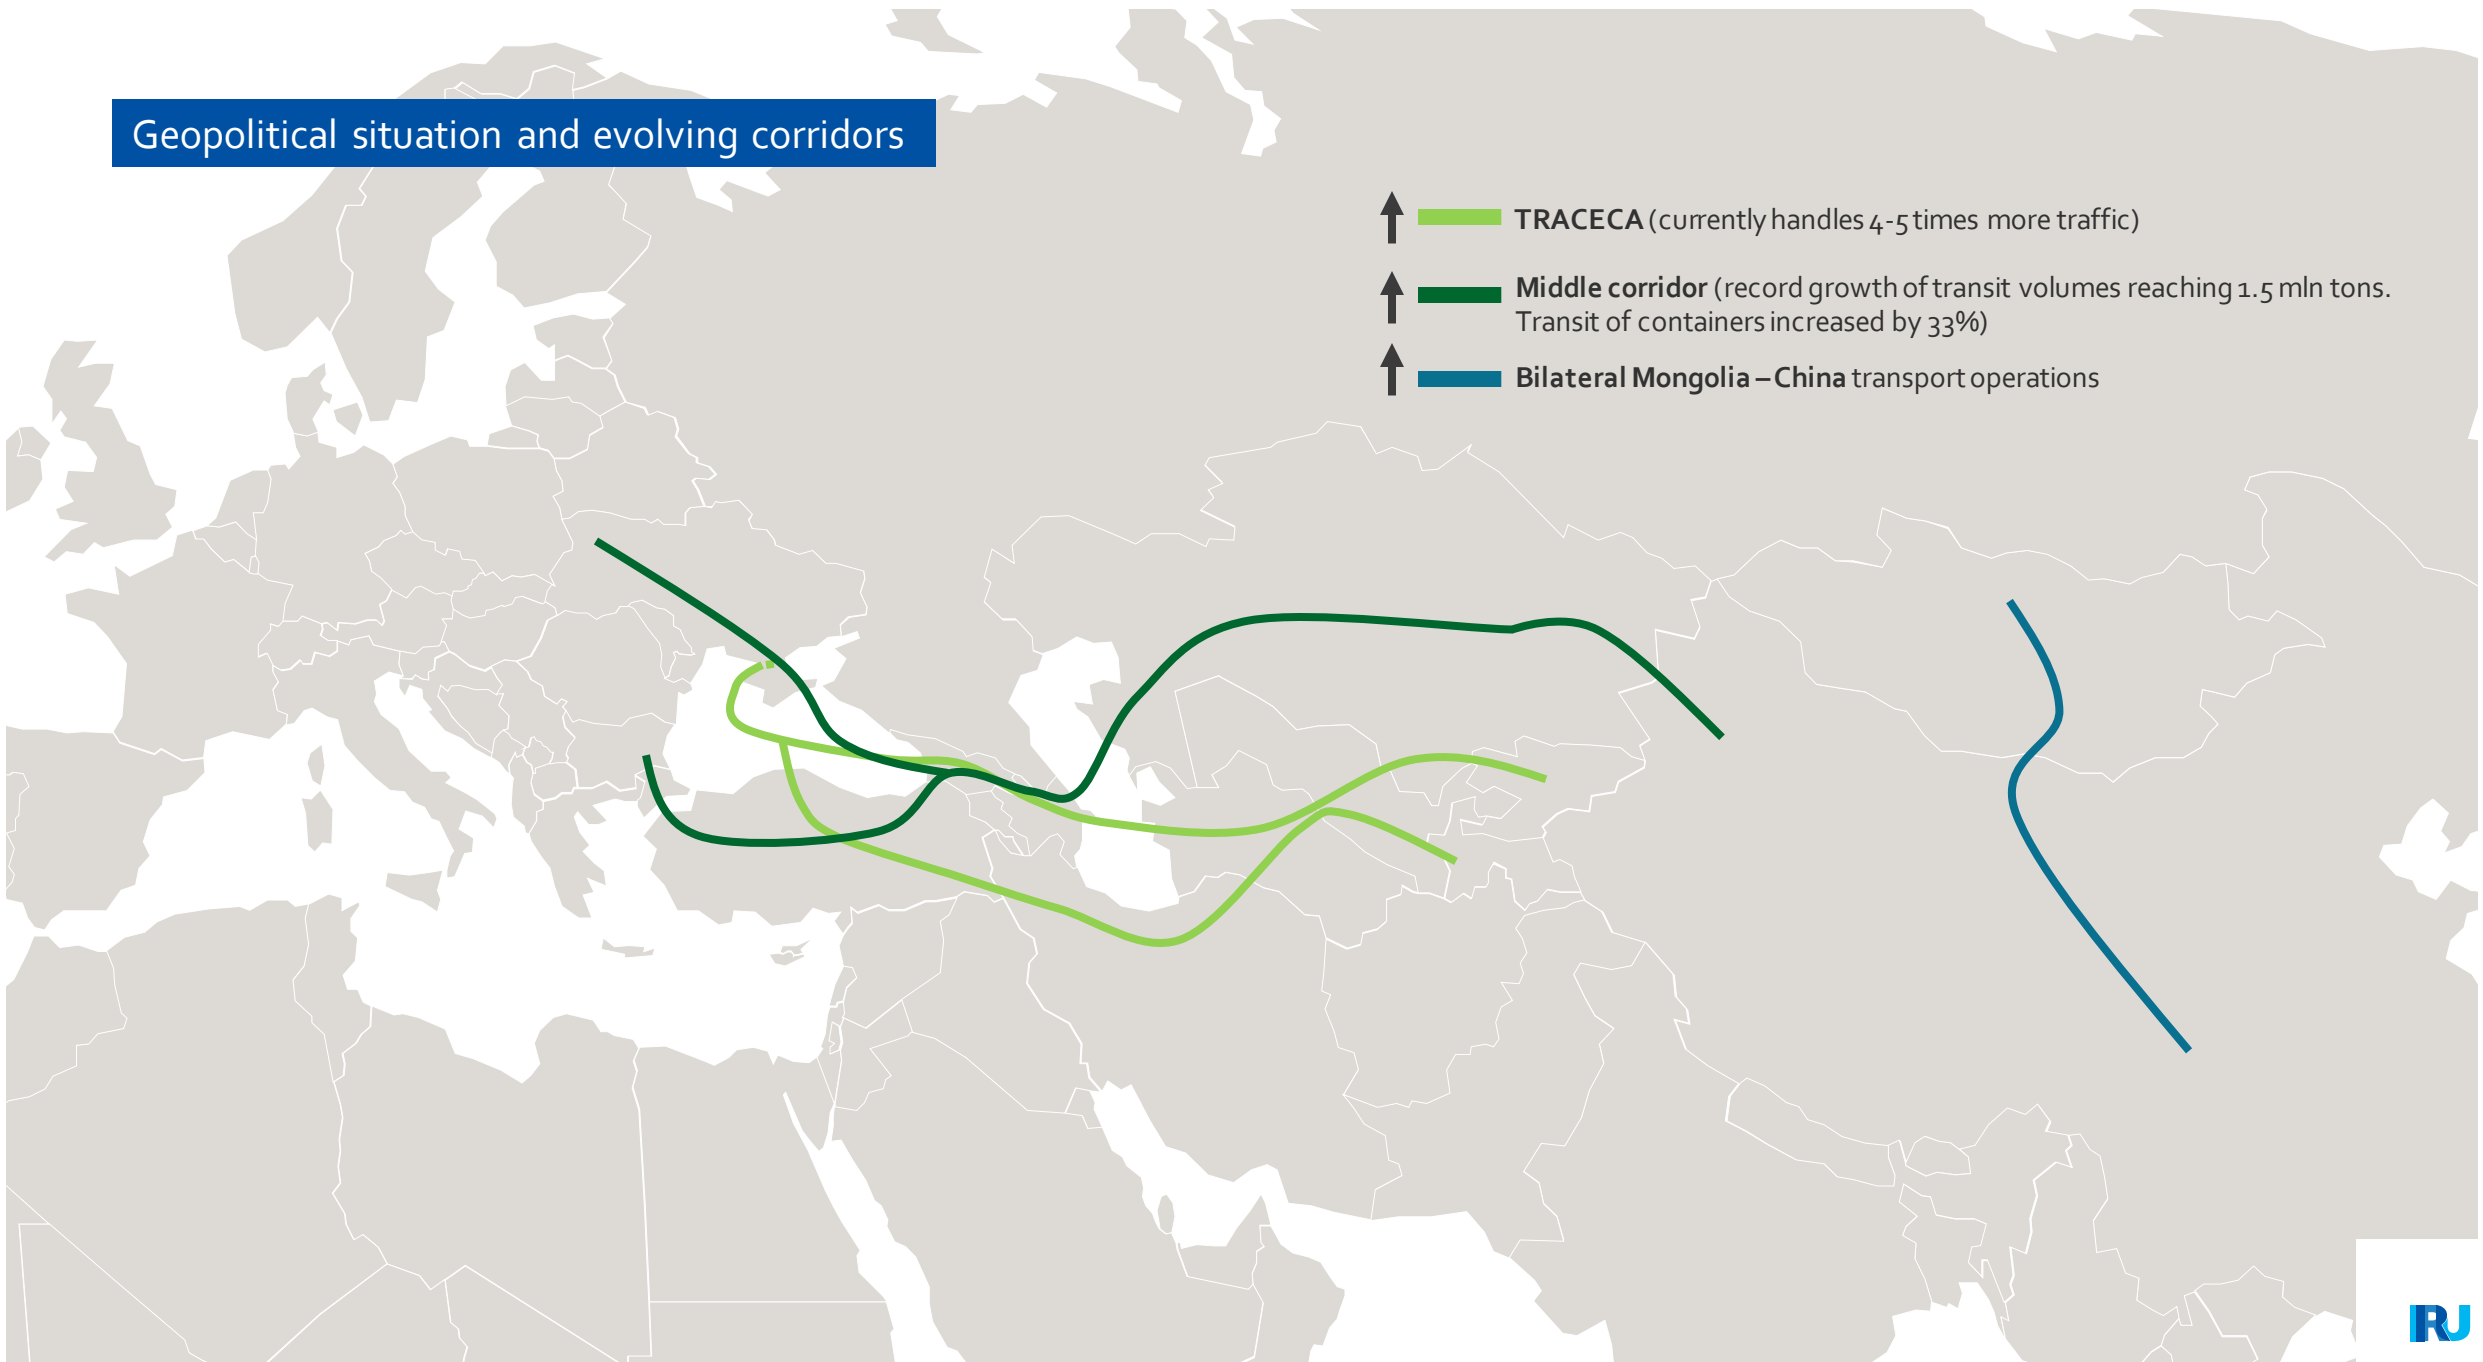 Geopolitical situation and evolving corridors
TRACECA (currently handles 4-5 times more traffic)
Middle corridor (record growth of transit volumes reaching 1.5 mln tons.
Transit of containers increased by 33%)
Bilateral Mongolia – China transport operations
IRU